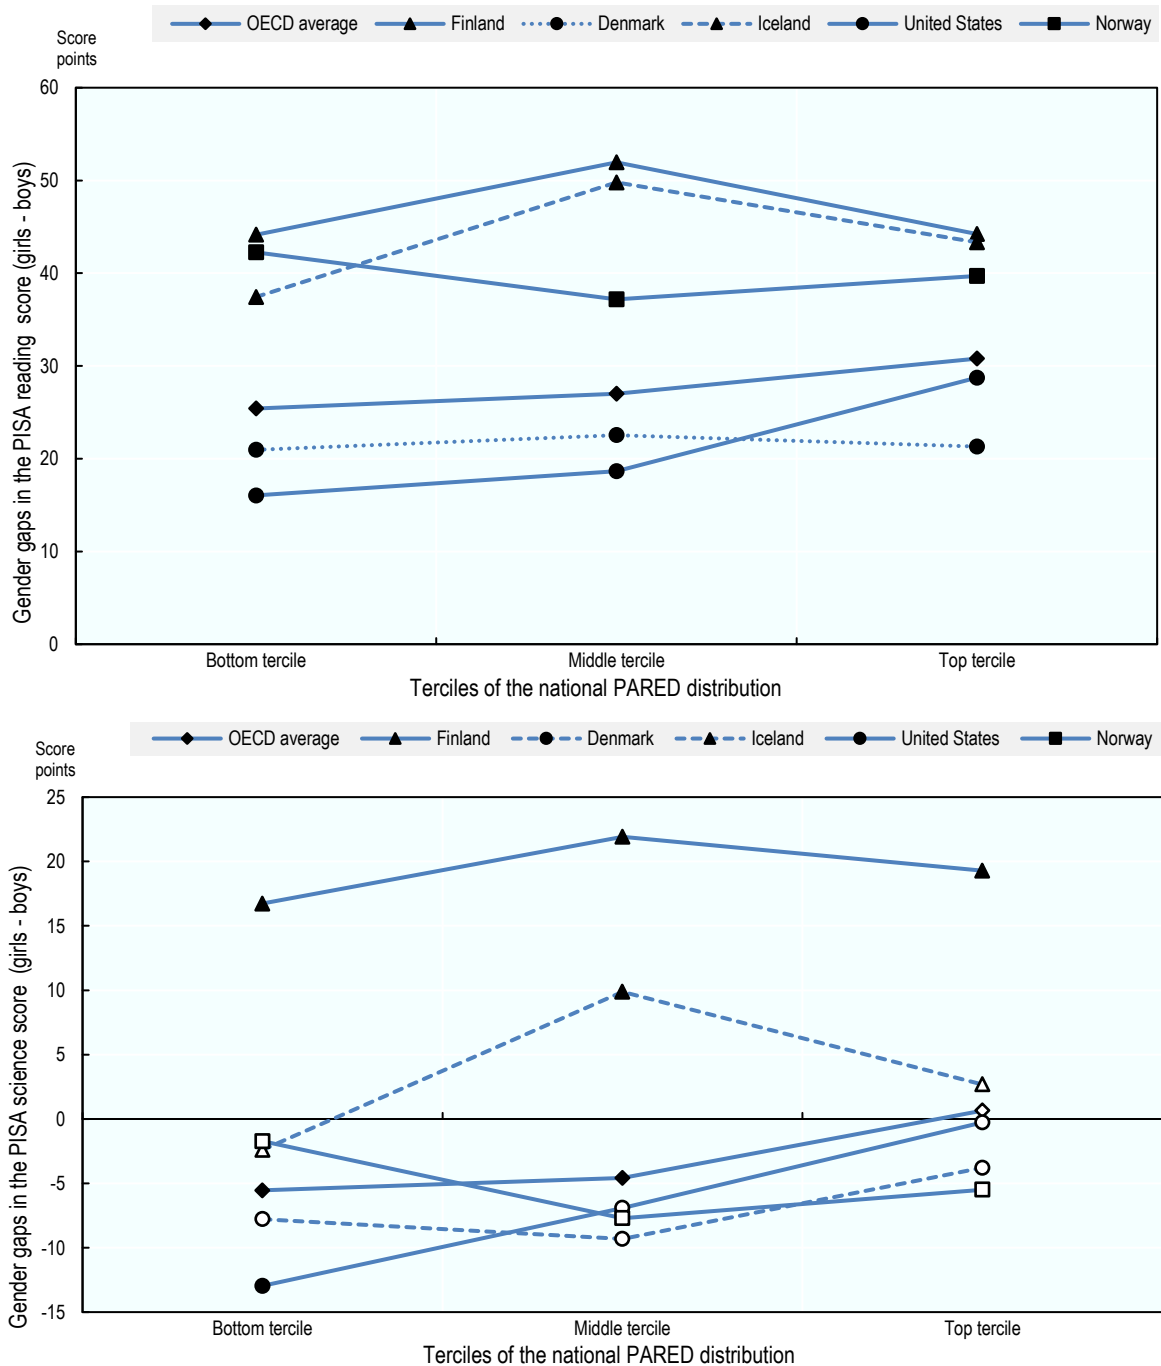 OECD average Finland Denmark Iceland United States Norway
Score
points
60
50
40
30
20
10
0
Gender gaps in the PISA reading score (girls - boys)
Bottom tercile Middle tercile Top tercile
Terciles of the national PARED distribution
OECD average Finland Denmark Iceland United States Norway
Score
points
25
20
15
10
5
0
-5
-10
-15
Gender gaps in the PISA science score (girls - boys)
Bottom tercile Middle tercile Top tercile
Terciles of the national PARED distribution